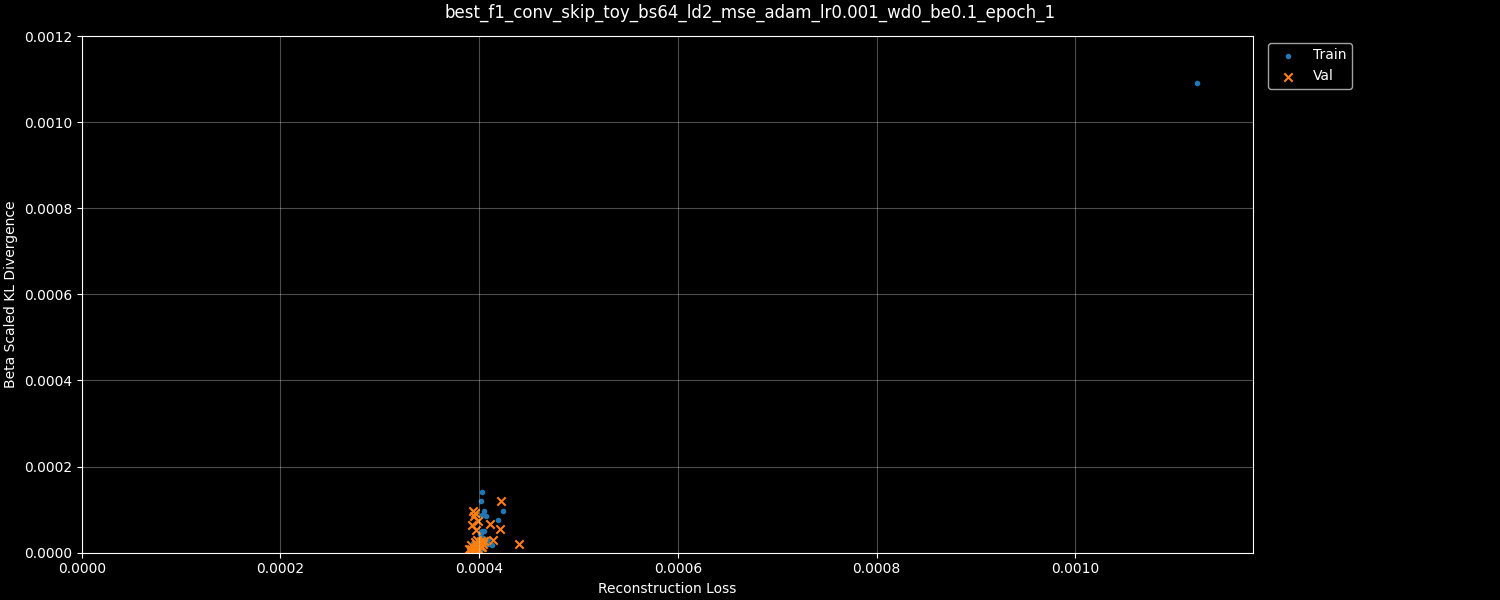 best_f1_conv_skip_toy_bs64_ld2_mse_adam_lr0.001_wd0_be0.1_epoch_1
Train
Val
Beta Scaled KL Divergence
0.0012
0.0010
0.0008
0.0006
0.0004
0.0002
0.0000
0.0000 0.0002 0.0004 0.0006 0.0008 0.0010
Reconstruction Loss